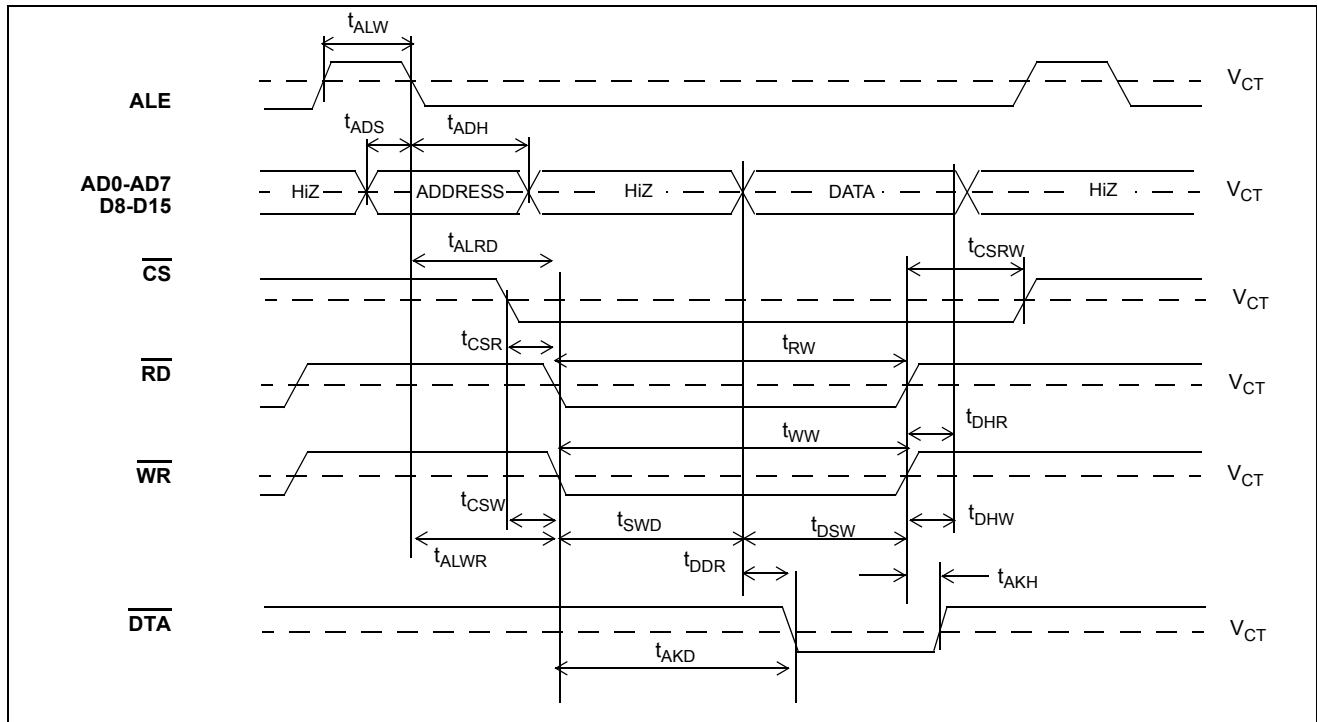 tALW
ALE
VCT
tADS
tADH
AD0-AD7
D8-D15
HiZ
ADDRESS
HiZ
DATA
HiZ
VCT
tALRD
tCSRW
CS
VCT
tCSR
tRW
RD
VCT
tWW
tDHR
WR
VCT
tCSW
tSWD
tDSW
tDHW
tALWR
tDDR
tAKH
DTA
VCT
tAKD